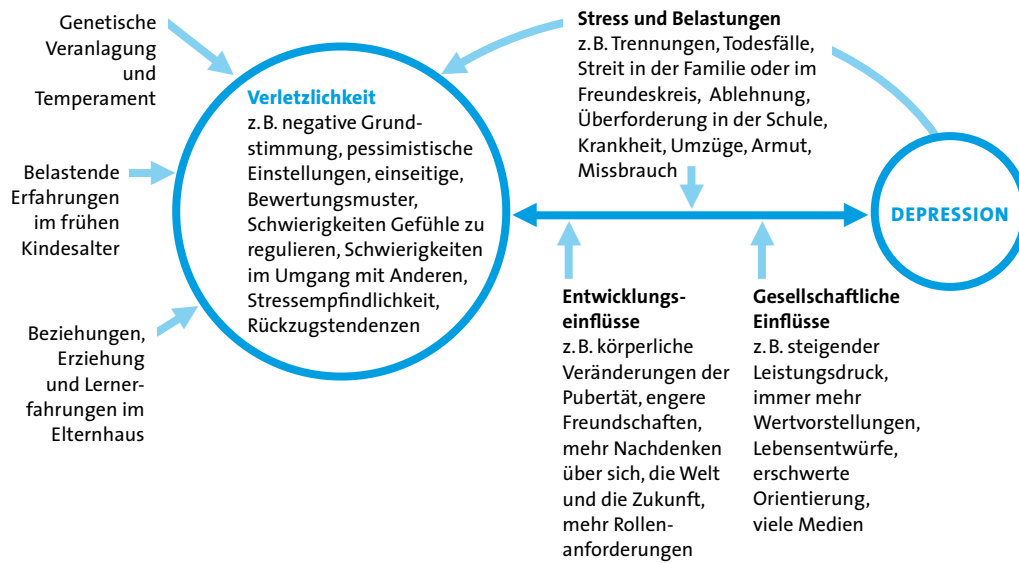 Genetische
Veranlagung
und
Temperament
Belastende
Erfahrungen
im frühen
Kindesalter
Beziehungen,
Erziehung
und Lerner-
fahrungen im
Elternhaus
Verletzlichkeit
z.B. negative Grund-
stimmung, pessimistische
Einstellungen, einseitige,
Bewertungsmuster,
Schwierigkeiten Gefühle zu
regulieren, Schwierigkeiten
im Umgang mit Anderen,
Stressempfindlichkeit,
Rückzugstendenzen
Stress und Belastungen
z.B. Trennungen, Todesfälle,
Streit in der Familie oder im
Freundeskreis, Ablehnung,
Überforderung in der Schule,
Krankheit, Umzüge, Armut,
Missbrauch
DEPRESSION
Entwicklungs-
einflüsse
z.B. körperliche
Veränderungen der
Pubertät, engere
Freundschaften,
mehr Nachdenken
über sich, die Welt
und die Zukunft,
mehr Rollen-
anforderungen
Gesellschaftliche
Einflüsse
z.B. steigender
Leistungsdruck,
immer mehr
Wertvorstellungen,
Lebensentwürfe,
erschwerte
Orientierung,
viele Medien